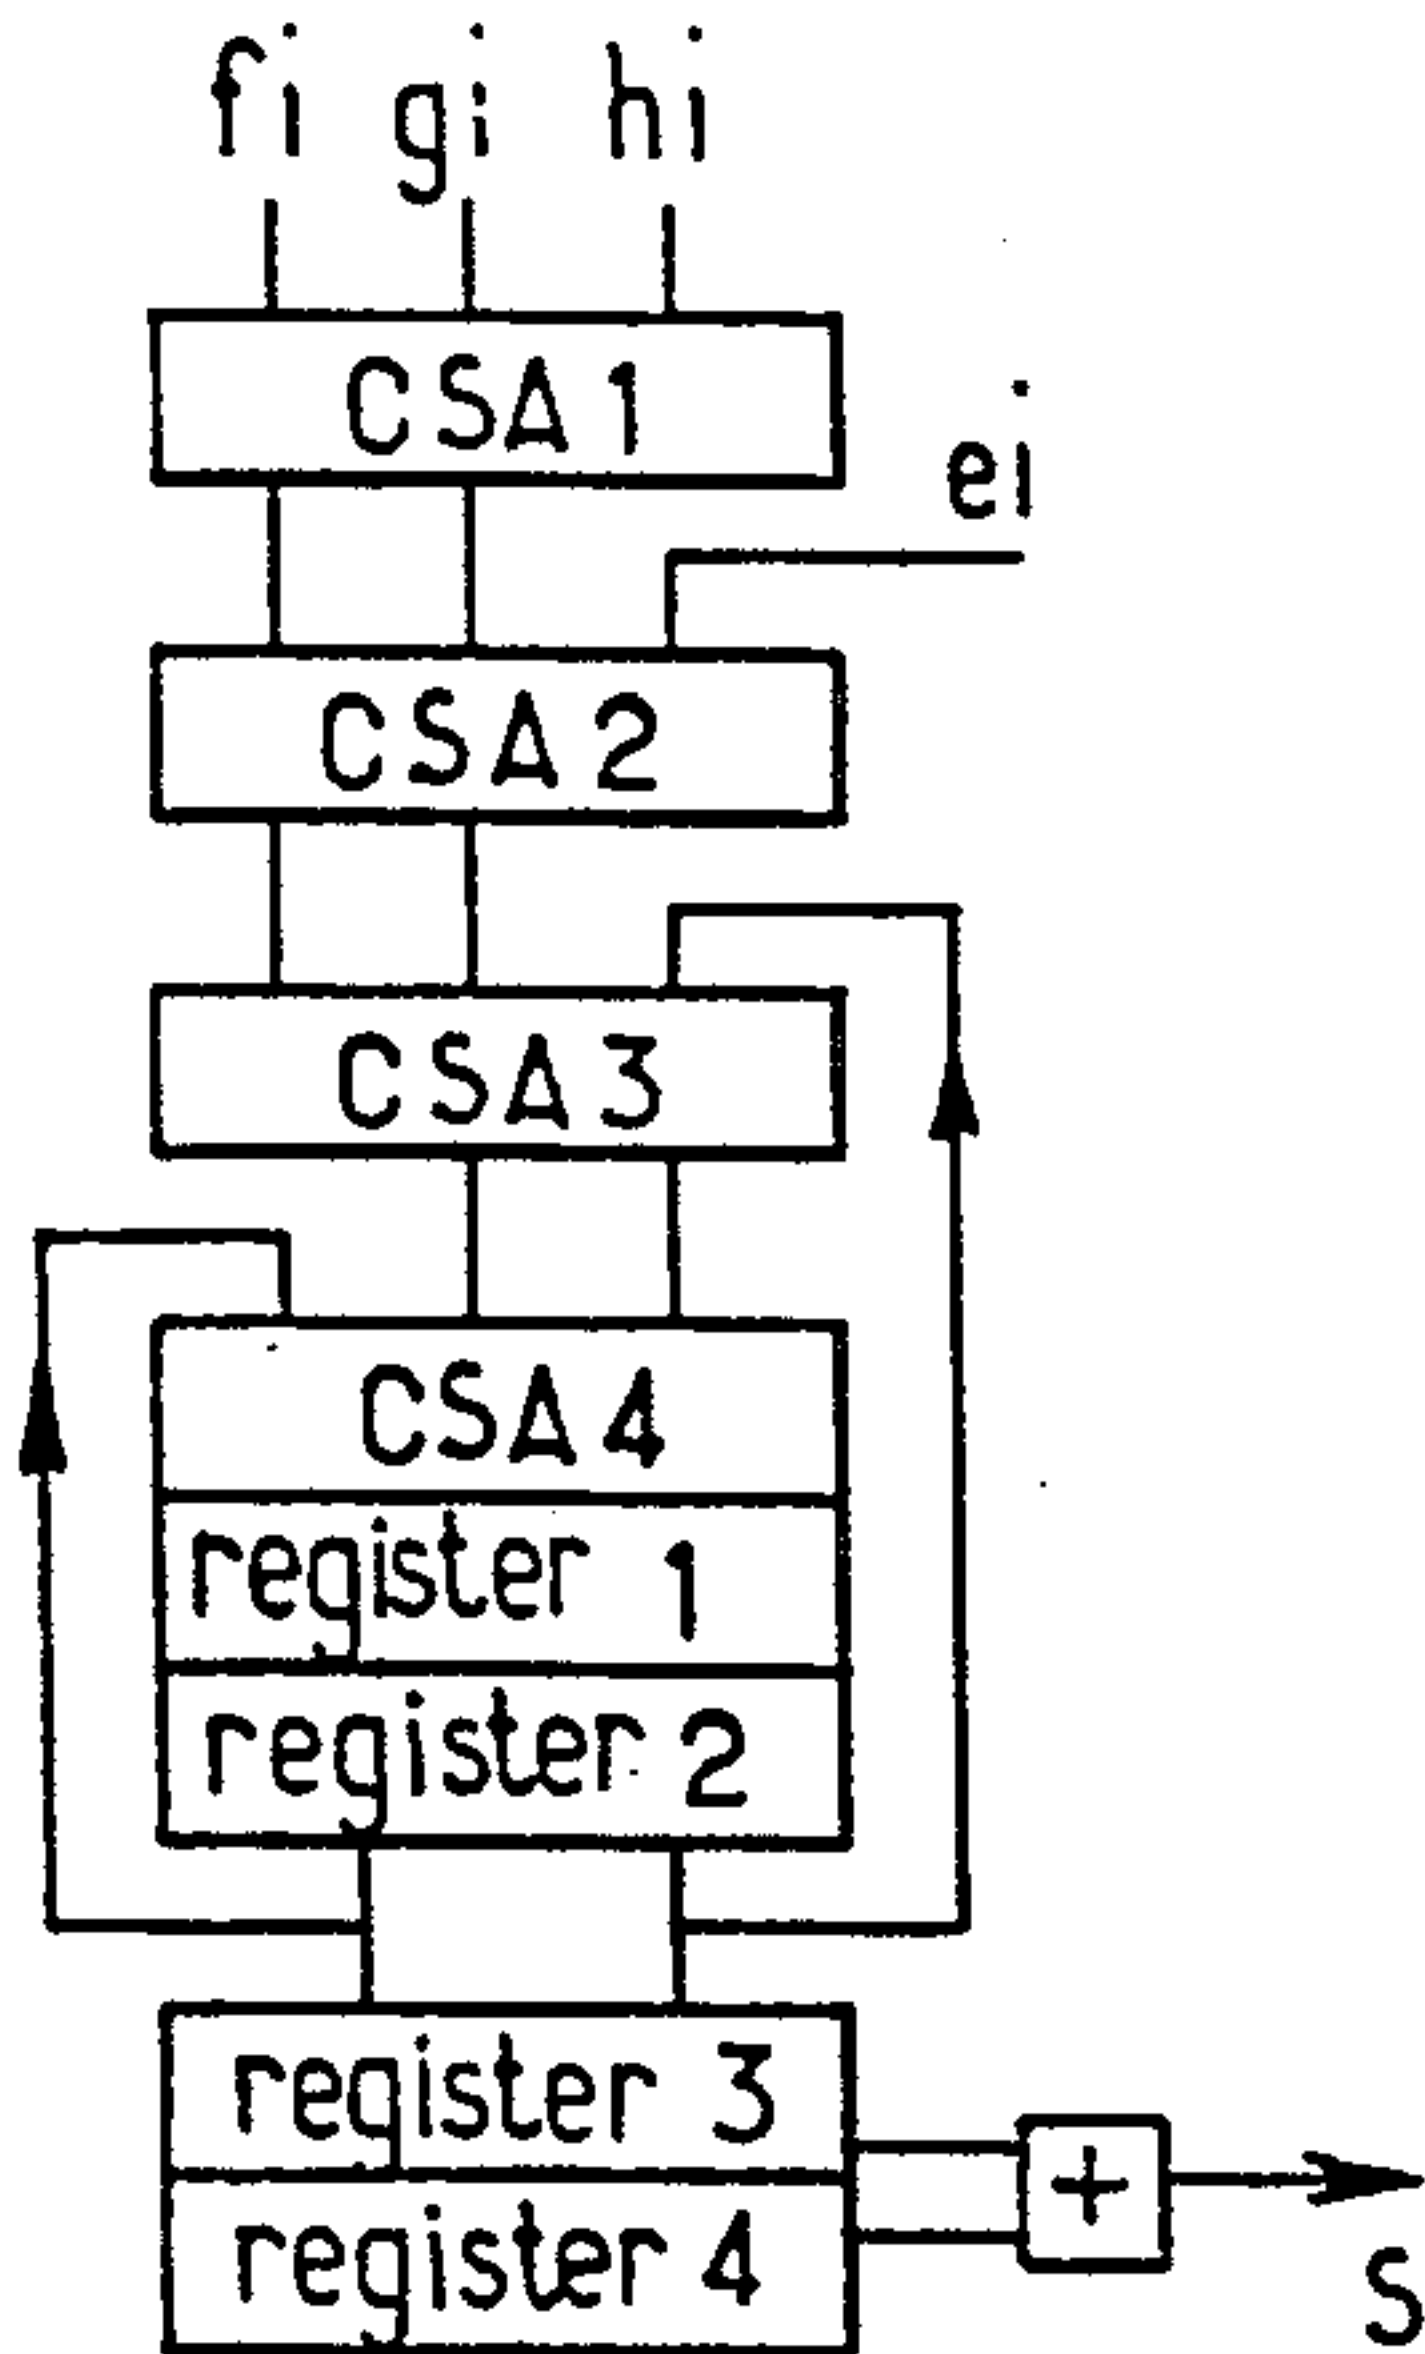 fi gi hi
CSA1
ei
CSA2
CSA3
CSA4
register 1
register 2
register 3
+
register 4
S